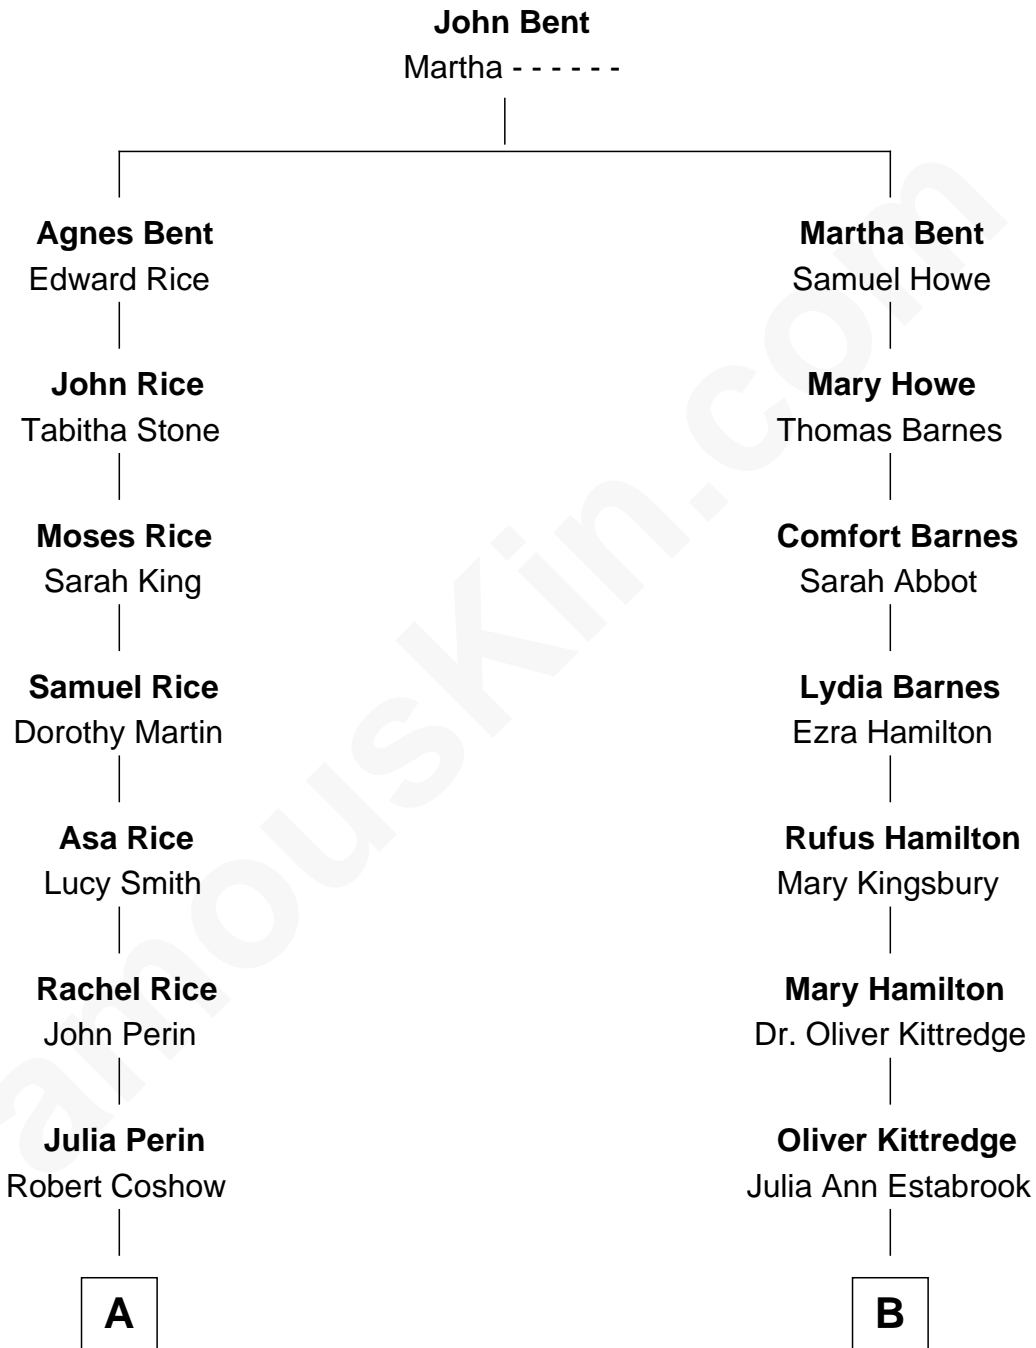 John Bent
Martha - - - - - -
Agnes Bent
Edward Rice
Martha Bent
Samuel Howe
John Rice
Tabitha Stone
Mary Howe
Thomas Barnes
Moses Rice
Sarah King
Comfort Barnes
Sarah Abbot
Samuel Rice
Dorothy Martin
Lydia Barnes
Ezra Hamilton
Asa Rice
Lucy Smith
Rufus Hamilton
Mary Kingsbury
Rachel Rice
John Perin
Mary Hamilton
Dr. Oliver Kittredge
Julia Perin
Robert Coshow
Oliver Kittredge
Julia Ann Estabrook
A
B
amouskin.com